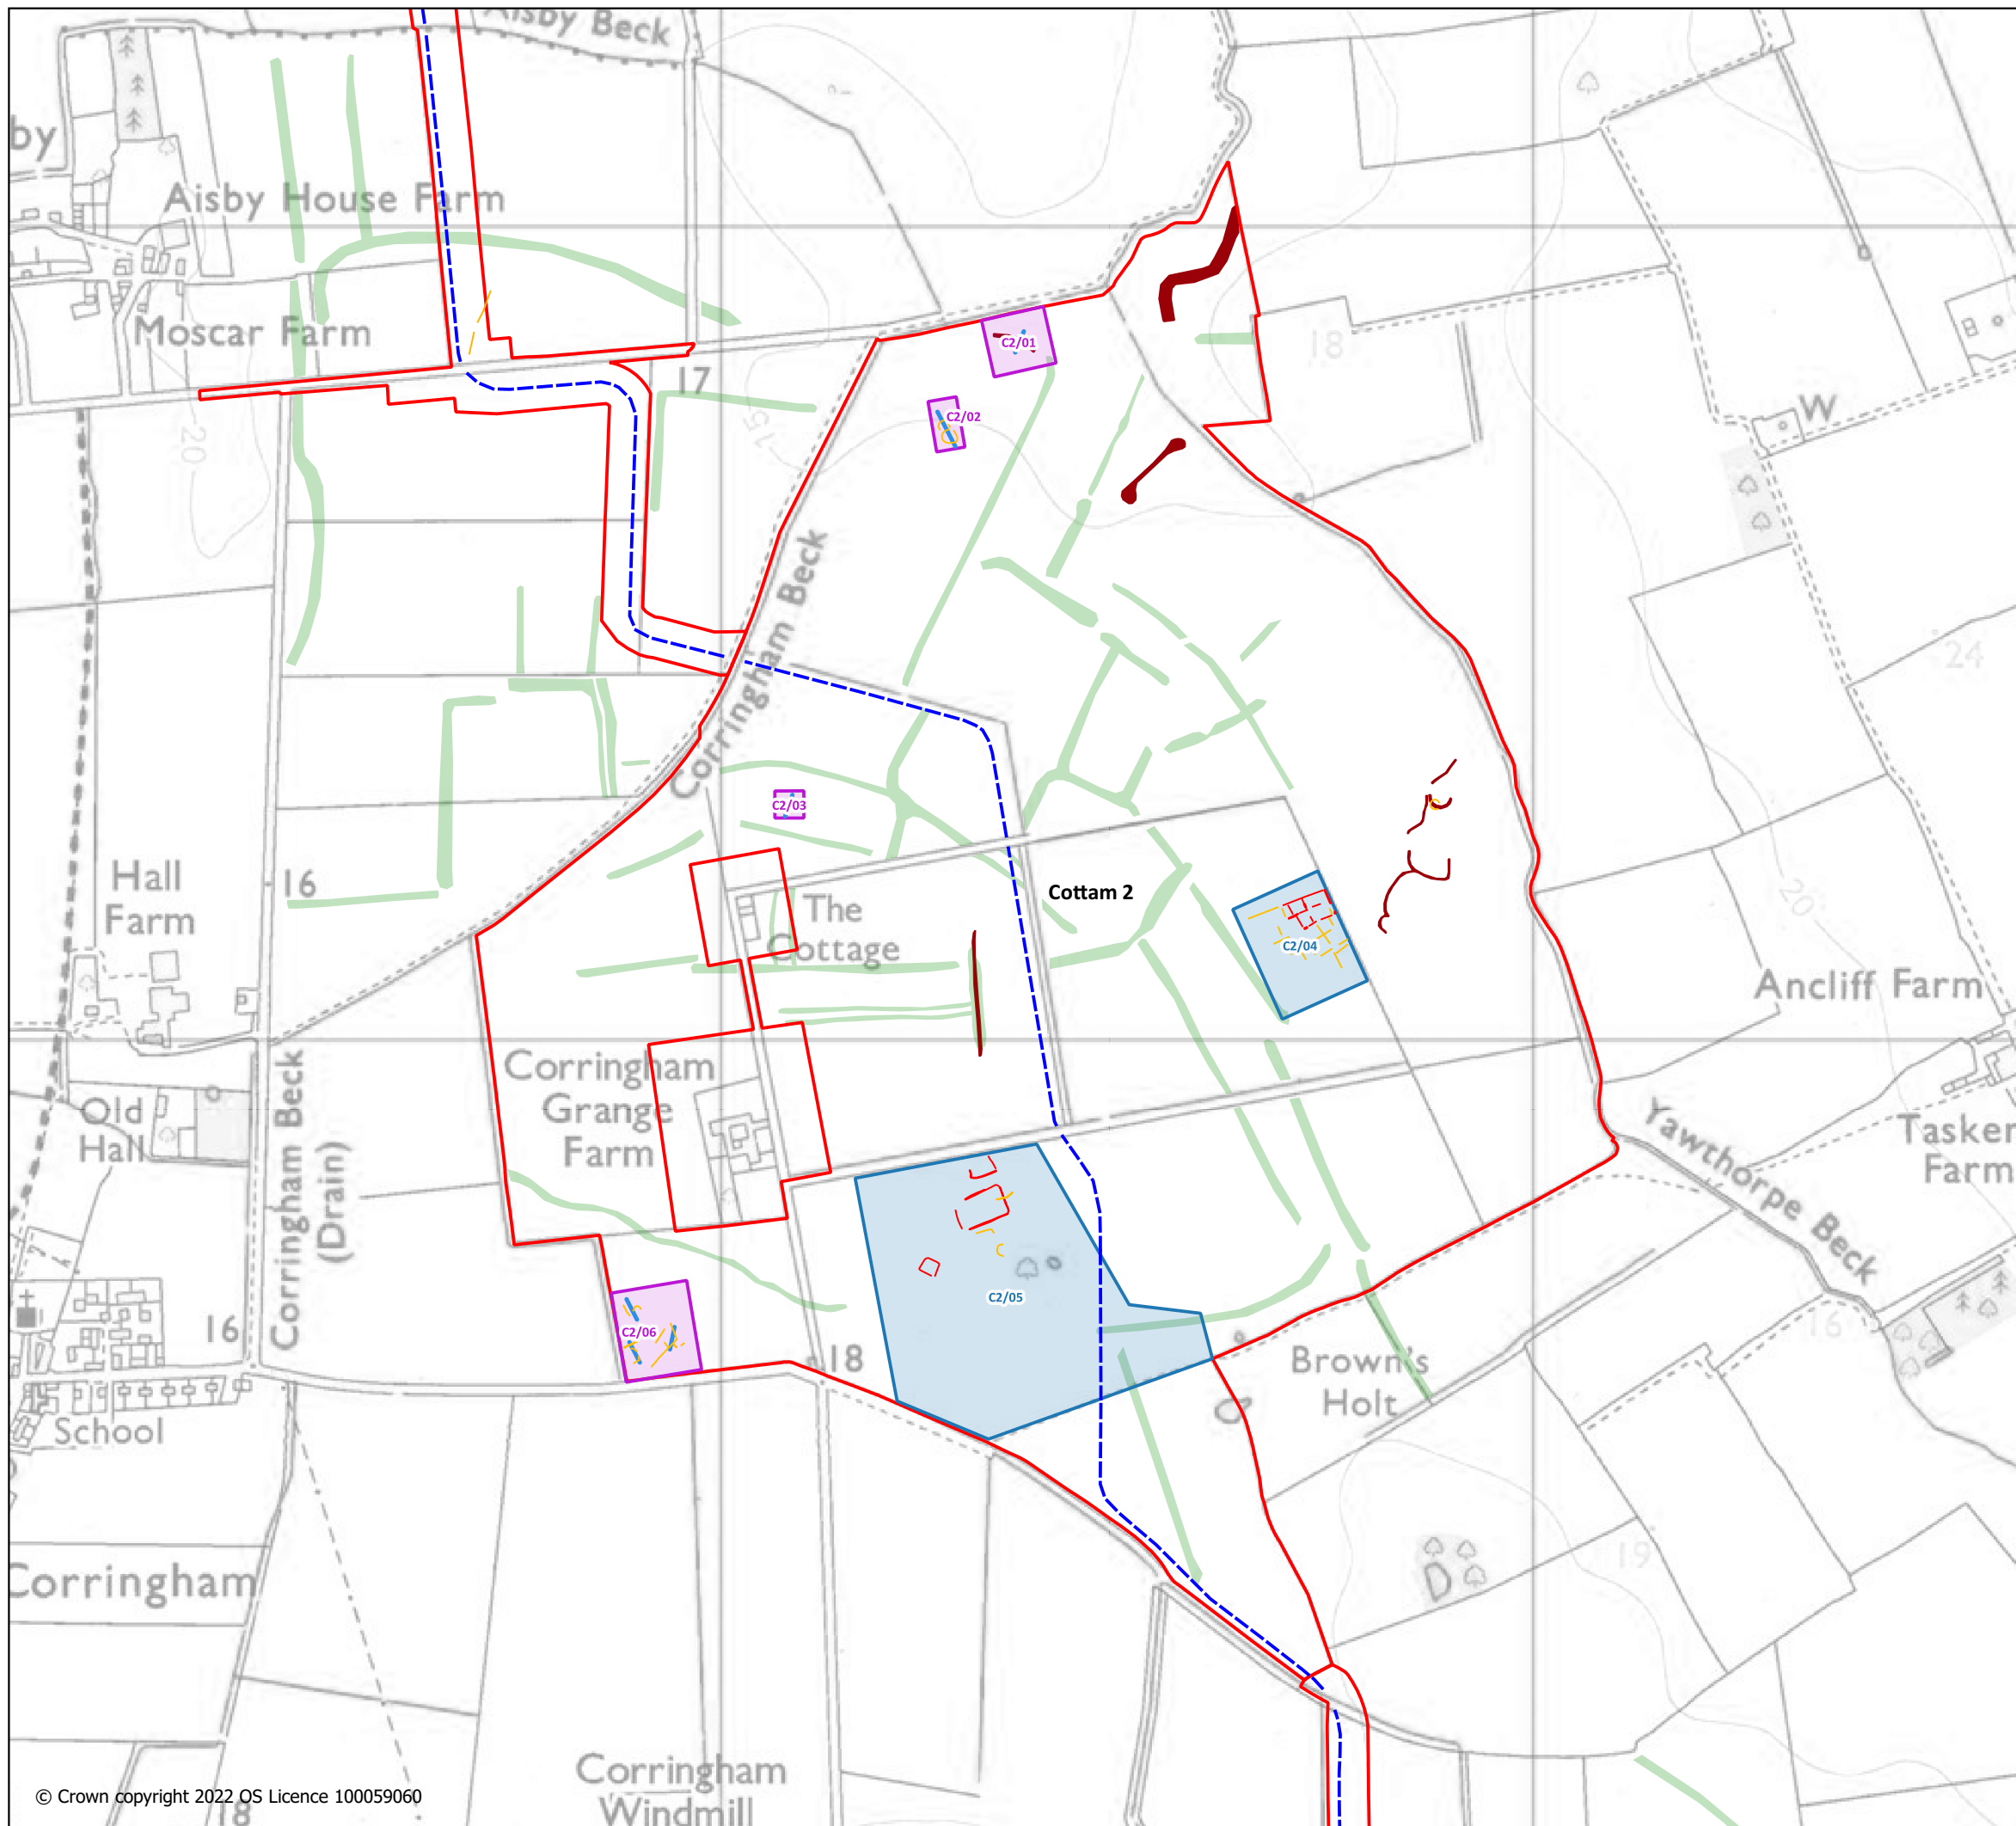 Aisby Beck
by
Aisby House Farm
Moscar Farm
C2/01
18
17
C2/02
W
15
20
Corringham Beck
24
C2/03
Hall
Farm
16
The
Cottage
Cottam 2
20
C2/04
Ancliff Farm
Corringham
Grange
Farm
Old
Hall
Corringham Beck
(Drain)
Yawthorpe Beck
Tasker
Farm
C2/05
16
C2/06
16
18
Brown's
Holt
School
19
Corringham
Corringham
Windmill
© Crown copyright 2022 OS Licence 100059060
18